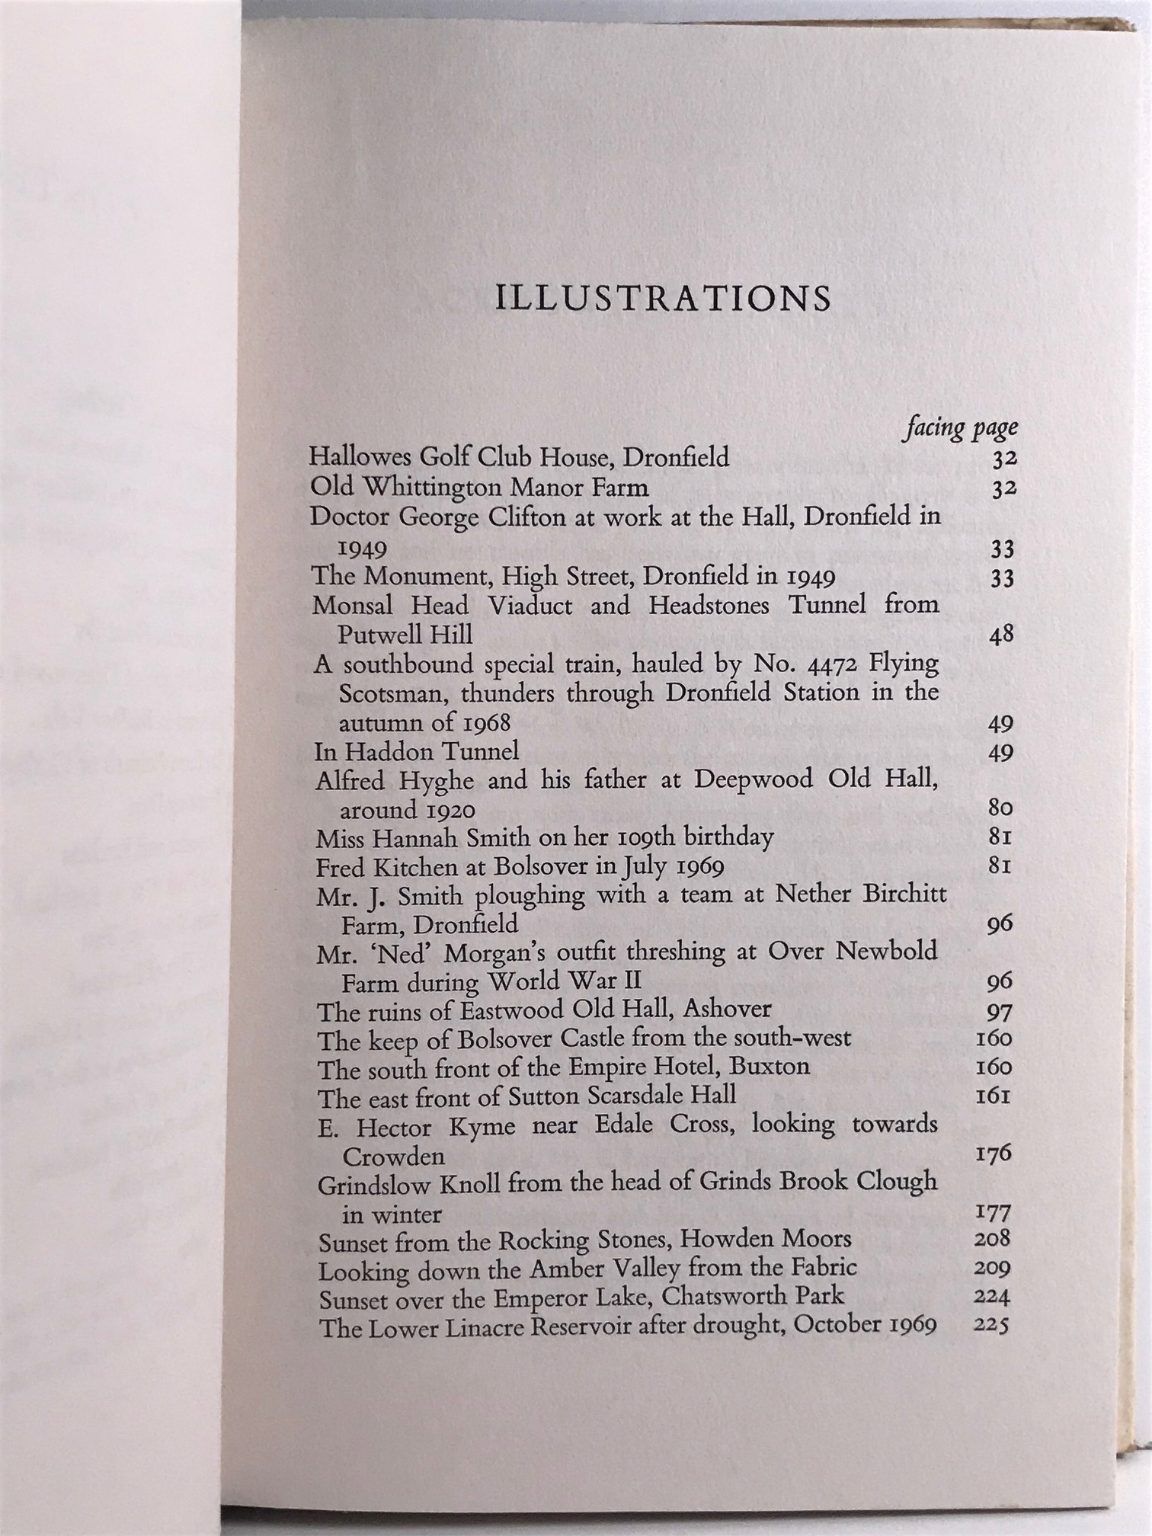 ILLUSTRATIONS
facing page
Hallowes Golf Club House, Dronfield 32
Old Whittington Manor Farm 32
Doctor George Clifton at work at the Hall, Dronfield in
1949 33
The Monument, High Street, Dronfield in 1949 33
Monsal Head Viaduct and Headstones Tunnel from
Putwell Hill 48
A southbound special train, hauled by No. 4472 Flying
Scotsman, thunders through Dronfield Station in the
autumn of 1968 49
In Haddon Tunnel 49
Alfred Hyghe and his father at Deepwood Old Hall,
around 1920 80
Miss Hannah Smith on her 109th birthday 81
Fred Kitchen at Bolsover in July 1969 81
Mr. J. Smith ploughing with a team at Nether Birchitt
Farm, Dronfield 96
Mr. ‘Ned’ Morgan’s outfit threshing at Over Newbold
Farm during World War II 96
The ruins of Eastwood Old Hall, Ashover 97
The keep of Bolsover Castle from the south-west 160
The south front of the Empire Hotel, Buxton 160
The east front of Sutton Scarsdale Hall 161
E. Hector Kyme near Edale Cross, looking towards
Crowden 176
Grindslow Knoll from the head of Grinds Brook Clough
in winter 177
Sunset from the Rocking Stones, Howden Moors 208
Looking down the Amber Valley from the Fabric 209
Sunset over the Emperor Lake, Chatsworth Park 224
The Lower Linacre Reservoir after drought, October 1969 225